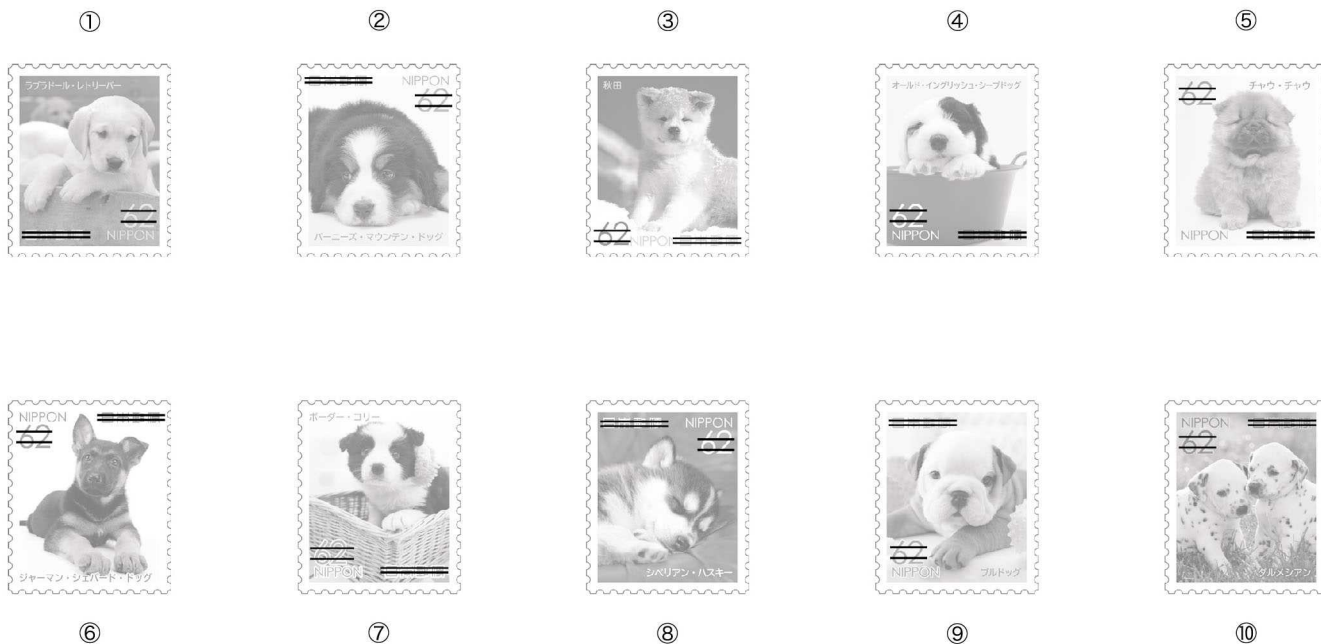 ①
ラブラドール・レトリーバー
62
NIPPON
②
NIPPON
62
バーニーズ・マウンテン・ドッグ
③
秋田
62 NIPPON
④
オールド・イングリッシュ・シープドッグ
62
NIPPON
⑤
チャウ・チャウ
62
NIPPON
NIPPON
62
ジャーマン・シェパード・ドッグ
⑥
ボーダー・コリー
62
NIPPON
⑦
NIPPON
62
シベリアン・ハスキー
⑧
62
NIPPON ブルドッグ
⑨
NIPPON
62
ダルメシアン
⑩